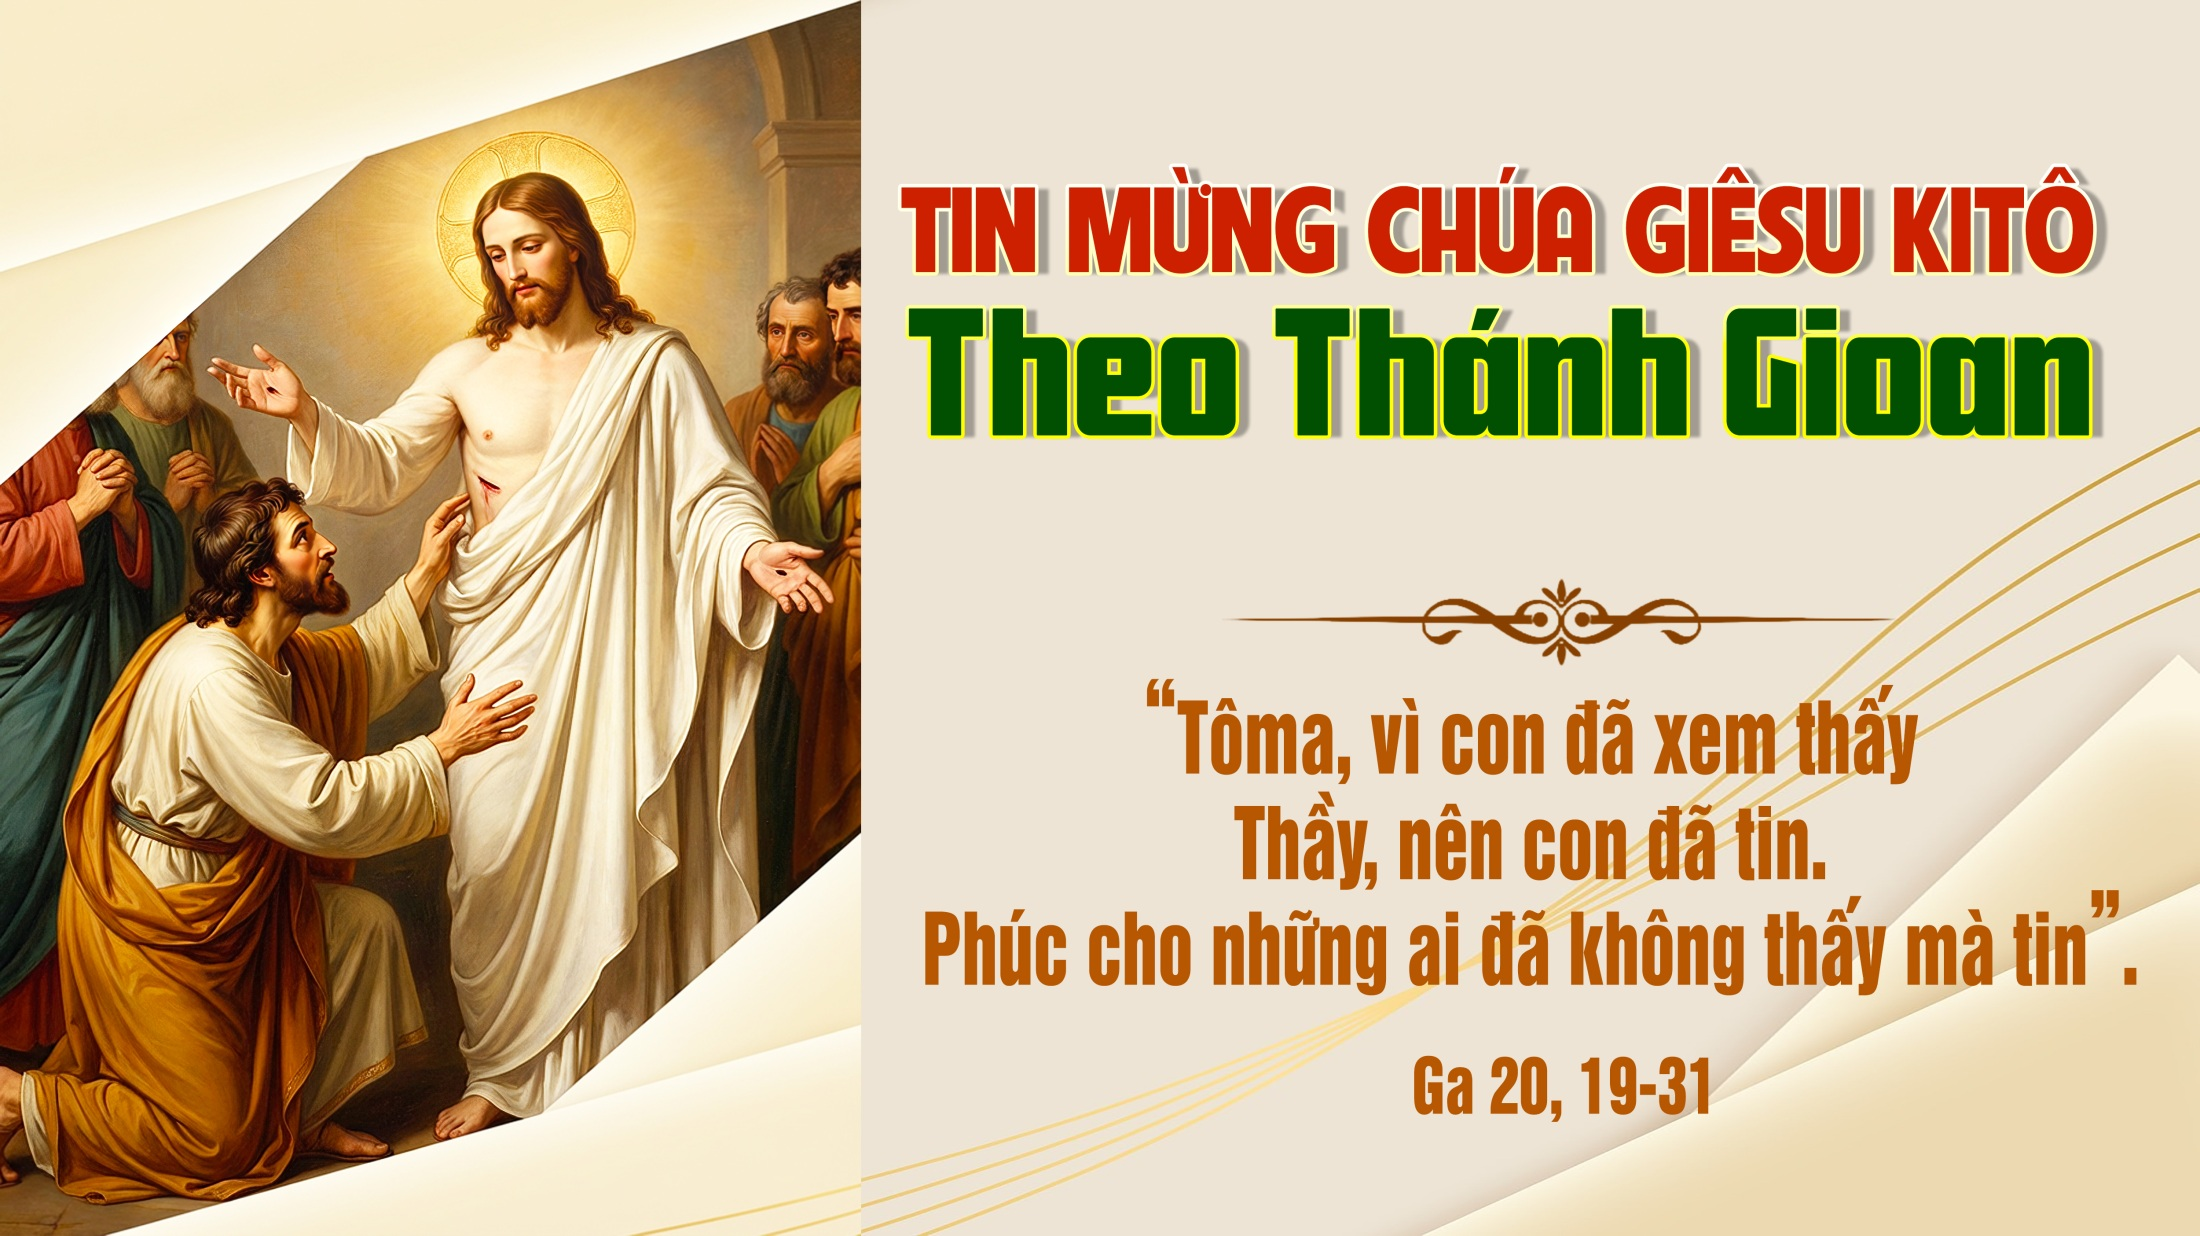 TIN MỪNG CHÚA GIÊSU KITÔ
Theo Thánh Gioan
“Tôma, vì con đã xem thấy
Thầy, nên con đã tin.
Phúc cho những ai đã không thấy mà tin”.
Ga 20, 19-31